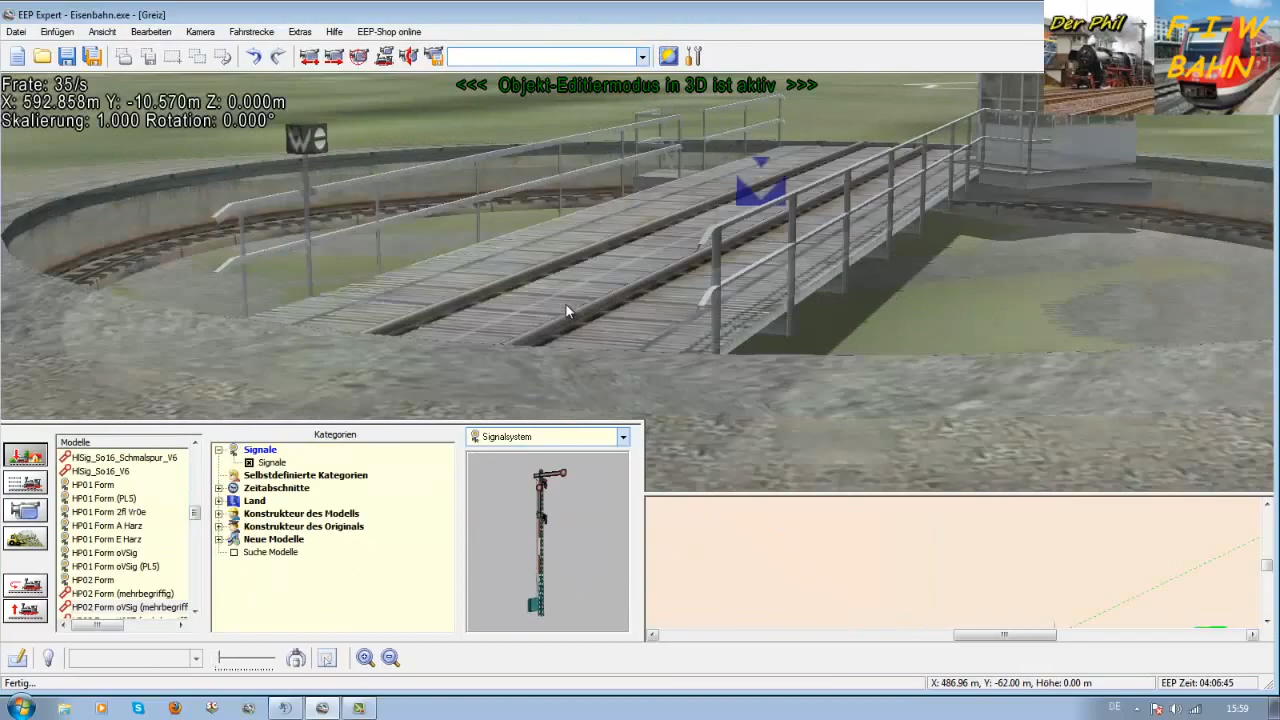 EEP Expert - Eisenbahn.exe - [Greiz]
Datei Einfügen Ansicht Bearbeiten Kamera Fahrstrecke Extras Hilfe EEP-Shop online
Der Phil
F-I-W
BAHN
Frate: 35/s
X: 592.858m Y: -10.570m Z: 0.000m
Skalierung: 1.000 Rotation: 0.000°
<<< Objekt-Editiermodus in 3D ist aktiv >>>
W
Modelle
HlSig_So16_Schmalspur_V6
HlSig_So16_V6
HP01 Form
HP01 Form (PL5)
HP01 Form 2fl Vr0e
HP01 Form A Harz
HP01 Form E Harz
HP01 Form oVSig
HP01 Form oVSig (PL5)
HP02 Form
HP02 Form (mehrbegriffig)
HP02 Form oVSig (mehrbegriff
Kategorien
Signale
Signale
Selbstdefinierte Kategorien
Zeitabschnitte
Land
Konstrukteur des Modells
Konstrukteur des Originals
Neue Modelle
Suche Modelle
Signalsystem
Fertig...
X: 486.96 m, Y: -62.00 m, Höhe: 0.00 m
EEP Zeit: 04:06:45
DE
15:59